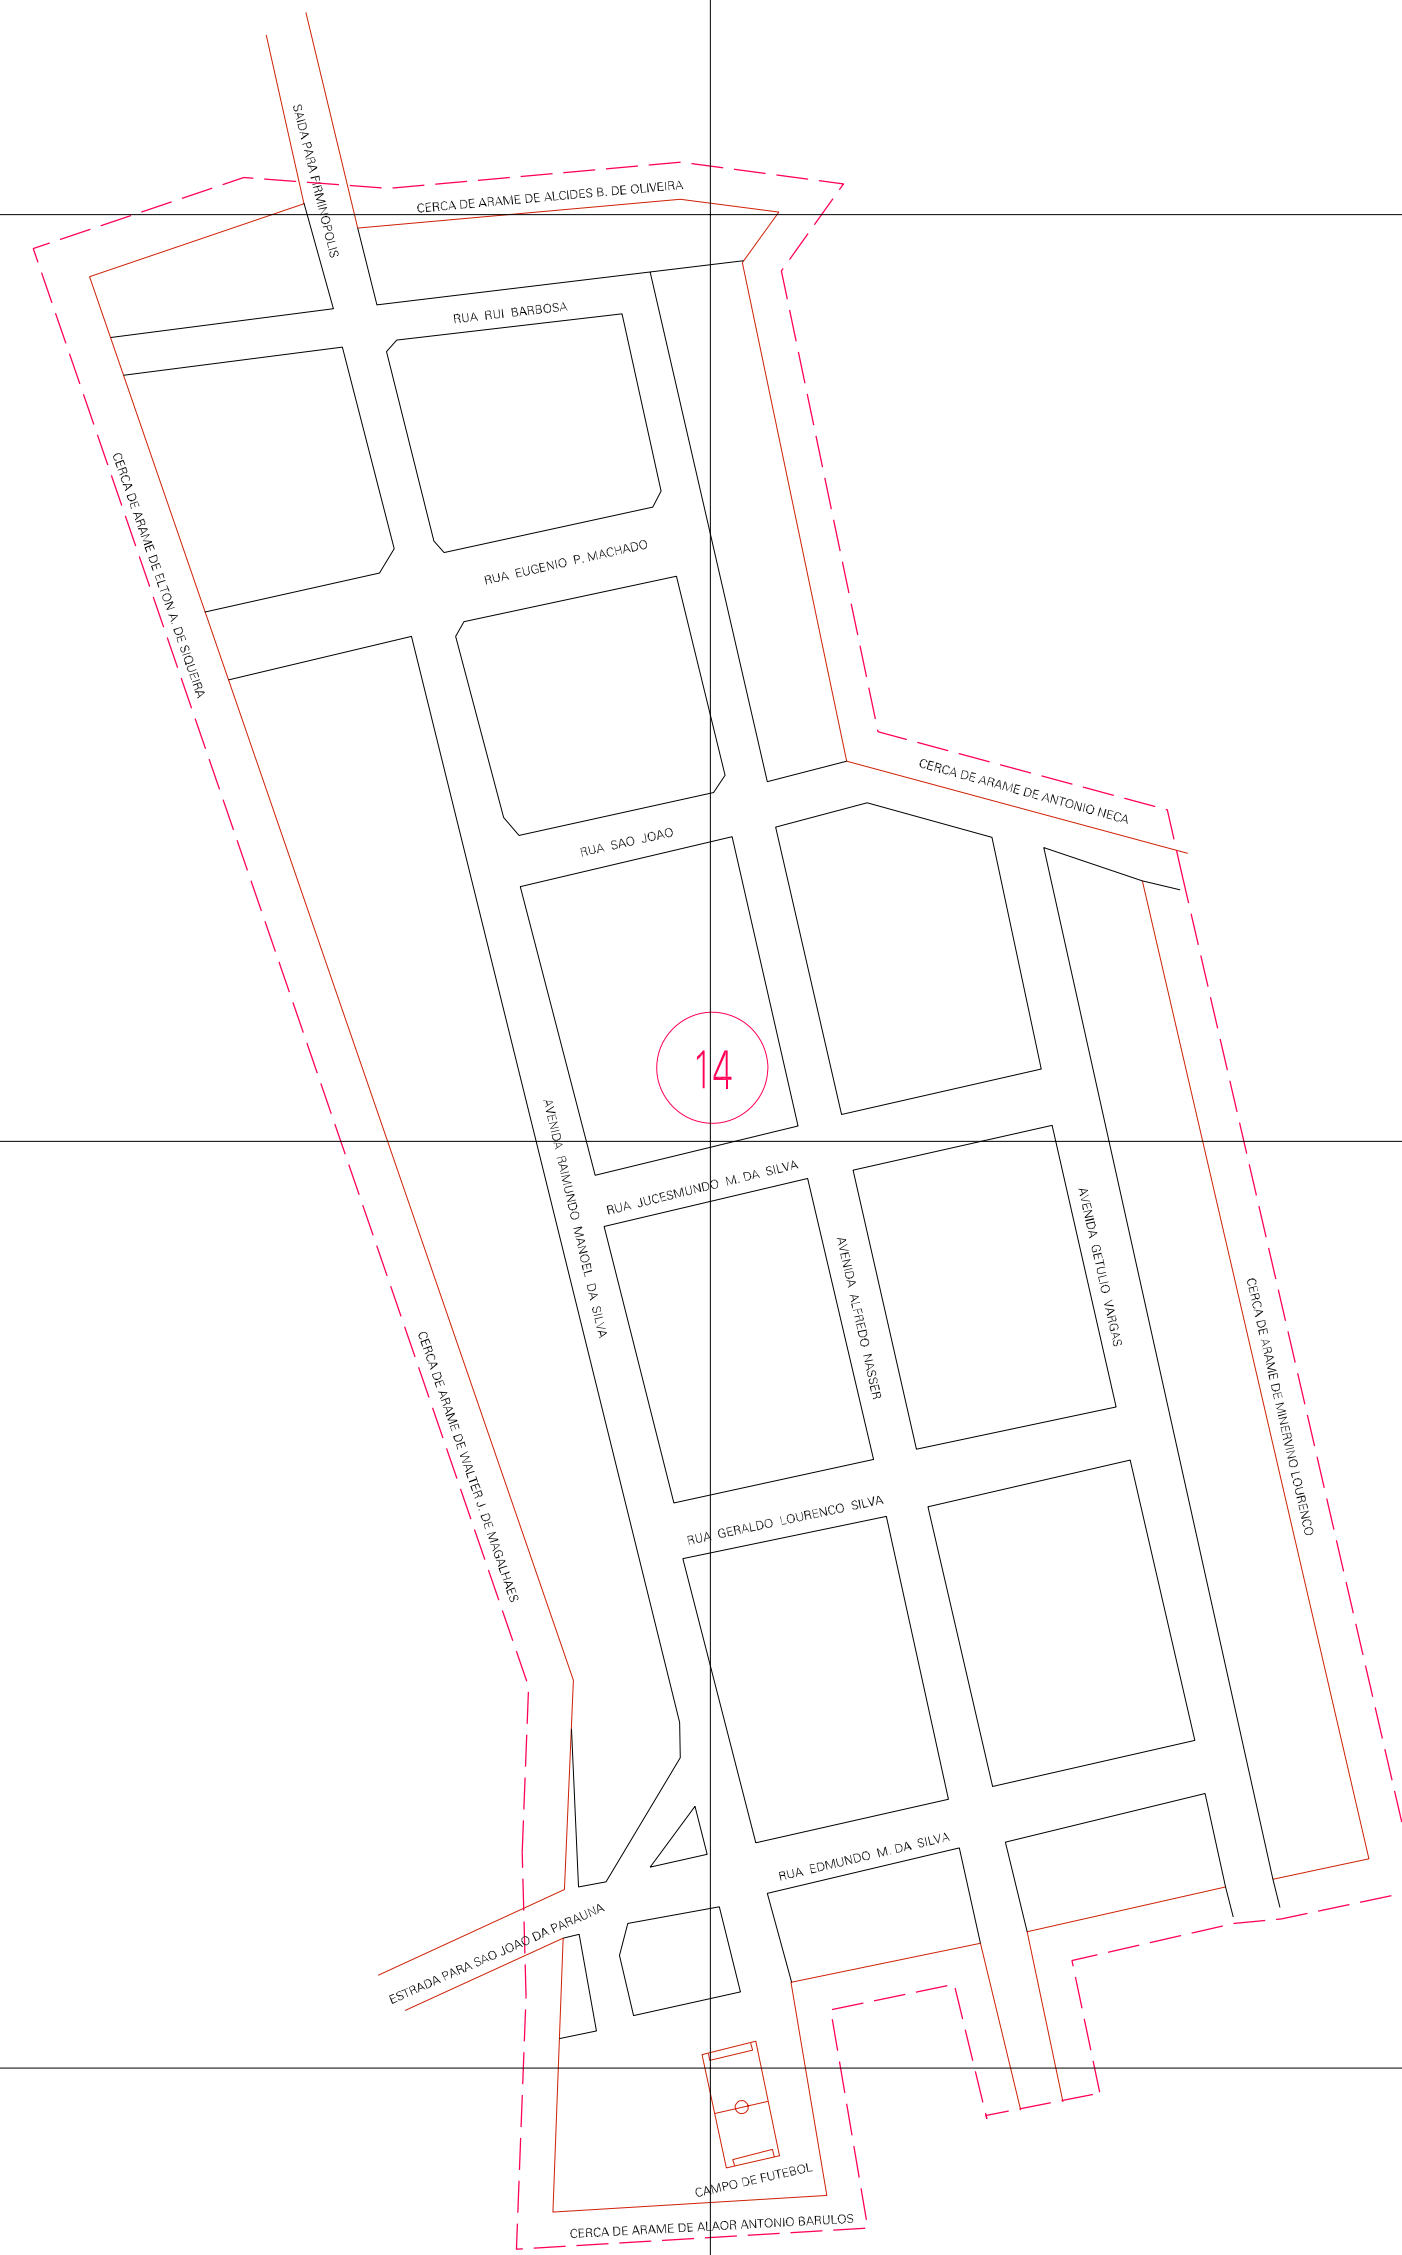 SAIDA PARA FIRMINOPOLIS
CERCA DE ARAME DE ALCIDES B. DE OLIVEIRA
RUA RUI BARBOSA
CERCA DE ARAME DE ELTON A. DE SIQUEIRA
RUA EUGENIO P. MACHADO
CERCA DE ARAME DE ANTONIO NECA
RUA SAO JOAO
14
AVENIDA RAIMUNDO MANOEL DA SILVA
RUA JUCESMUNDO M. DA SILVA
AVENIDA GETULIO VARGAS
AVENIDA ALFREDO NASSER
CERCA DE ARAME DE MINERVINO LOURENCO
CERCA DE ARAME DE WALTER J. DE MAGALHAES
RUA GERALDO LOURENCO SILVA
RUA EDMUNDO M. DA SILVA
ESTRADA PARA SAO JOAO DA PARAUNA
CAMPO DE FUTEBOL
CERCA DE ARAME DE ALAOR ANTONIO BARULOS